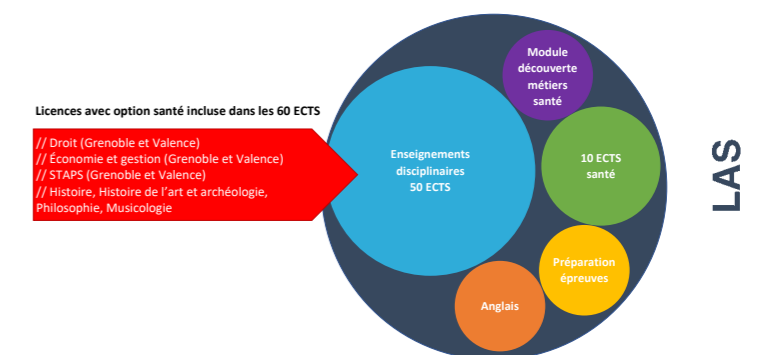 Licences avec option santé incluse dans les 60 ECTS
// Droit (Grenoble et Valence)
// Économie et gestion (Grenoble et Valence)
// STAPS (Grenoble et Valence)
// Histoire, Histoire de l'art et archéologie,
Philosophie, Musicologie
Enseignements
disciplinaires
50 ECTS
Module
découverte
métiers
santé
10 ECTS
santé
Préparation
épreuves
Anglais
LAS